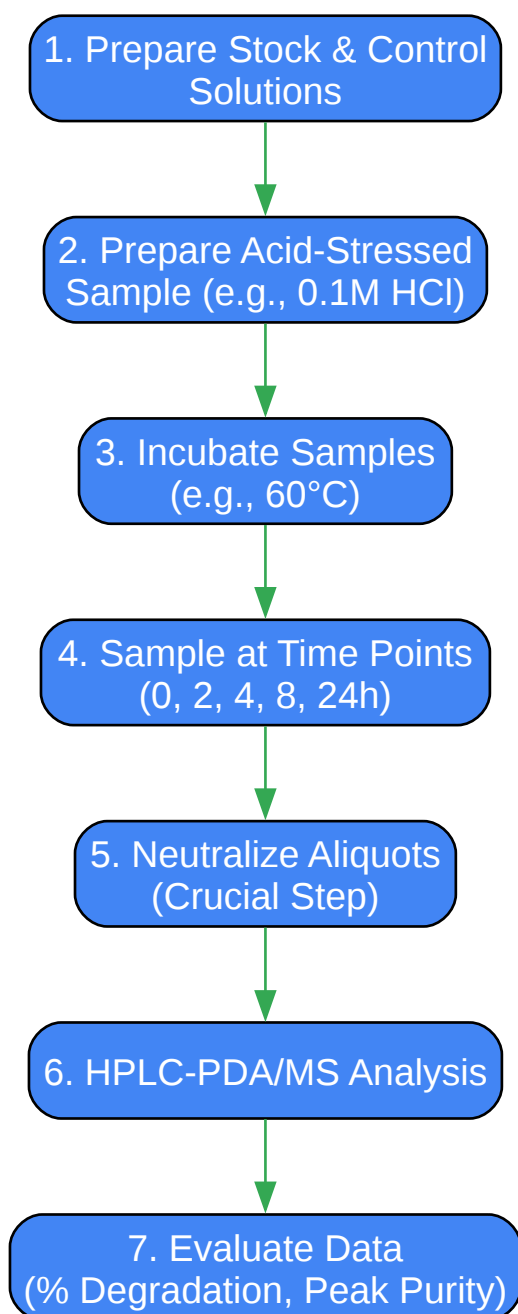 1. Prepare Stock & Control
Solutions
2. Prepare Acid-Stressed
Sample (e.g., 0.1M HCl)
3. Incubate Samples
(e.g., 60°C)
4. Sample at Time Points
(0, 2, 4, 8, 24h)
5. Neutralize Aliquots
(Crucial Step)
6. HPLC-PDA/MS Analysis
7. Evaluate Data
(% Degradation, Peak Purity)